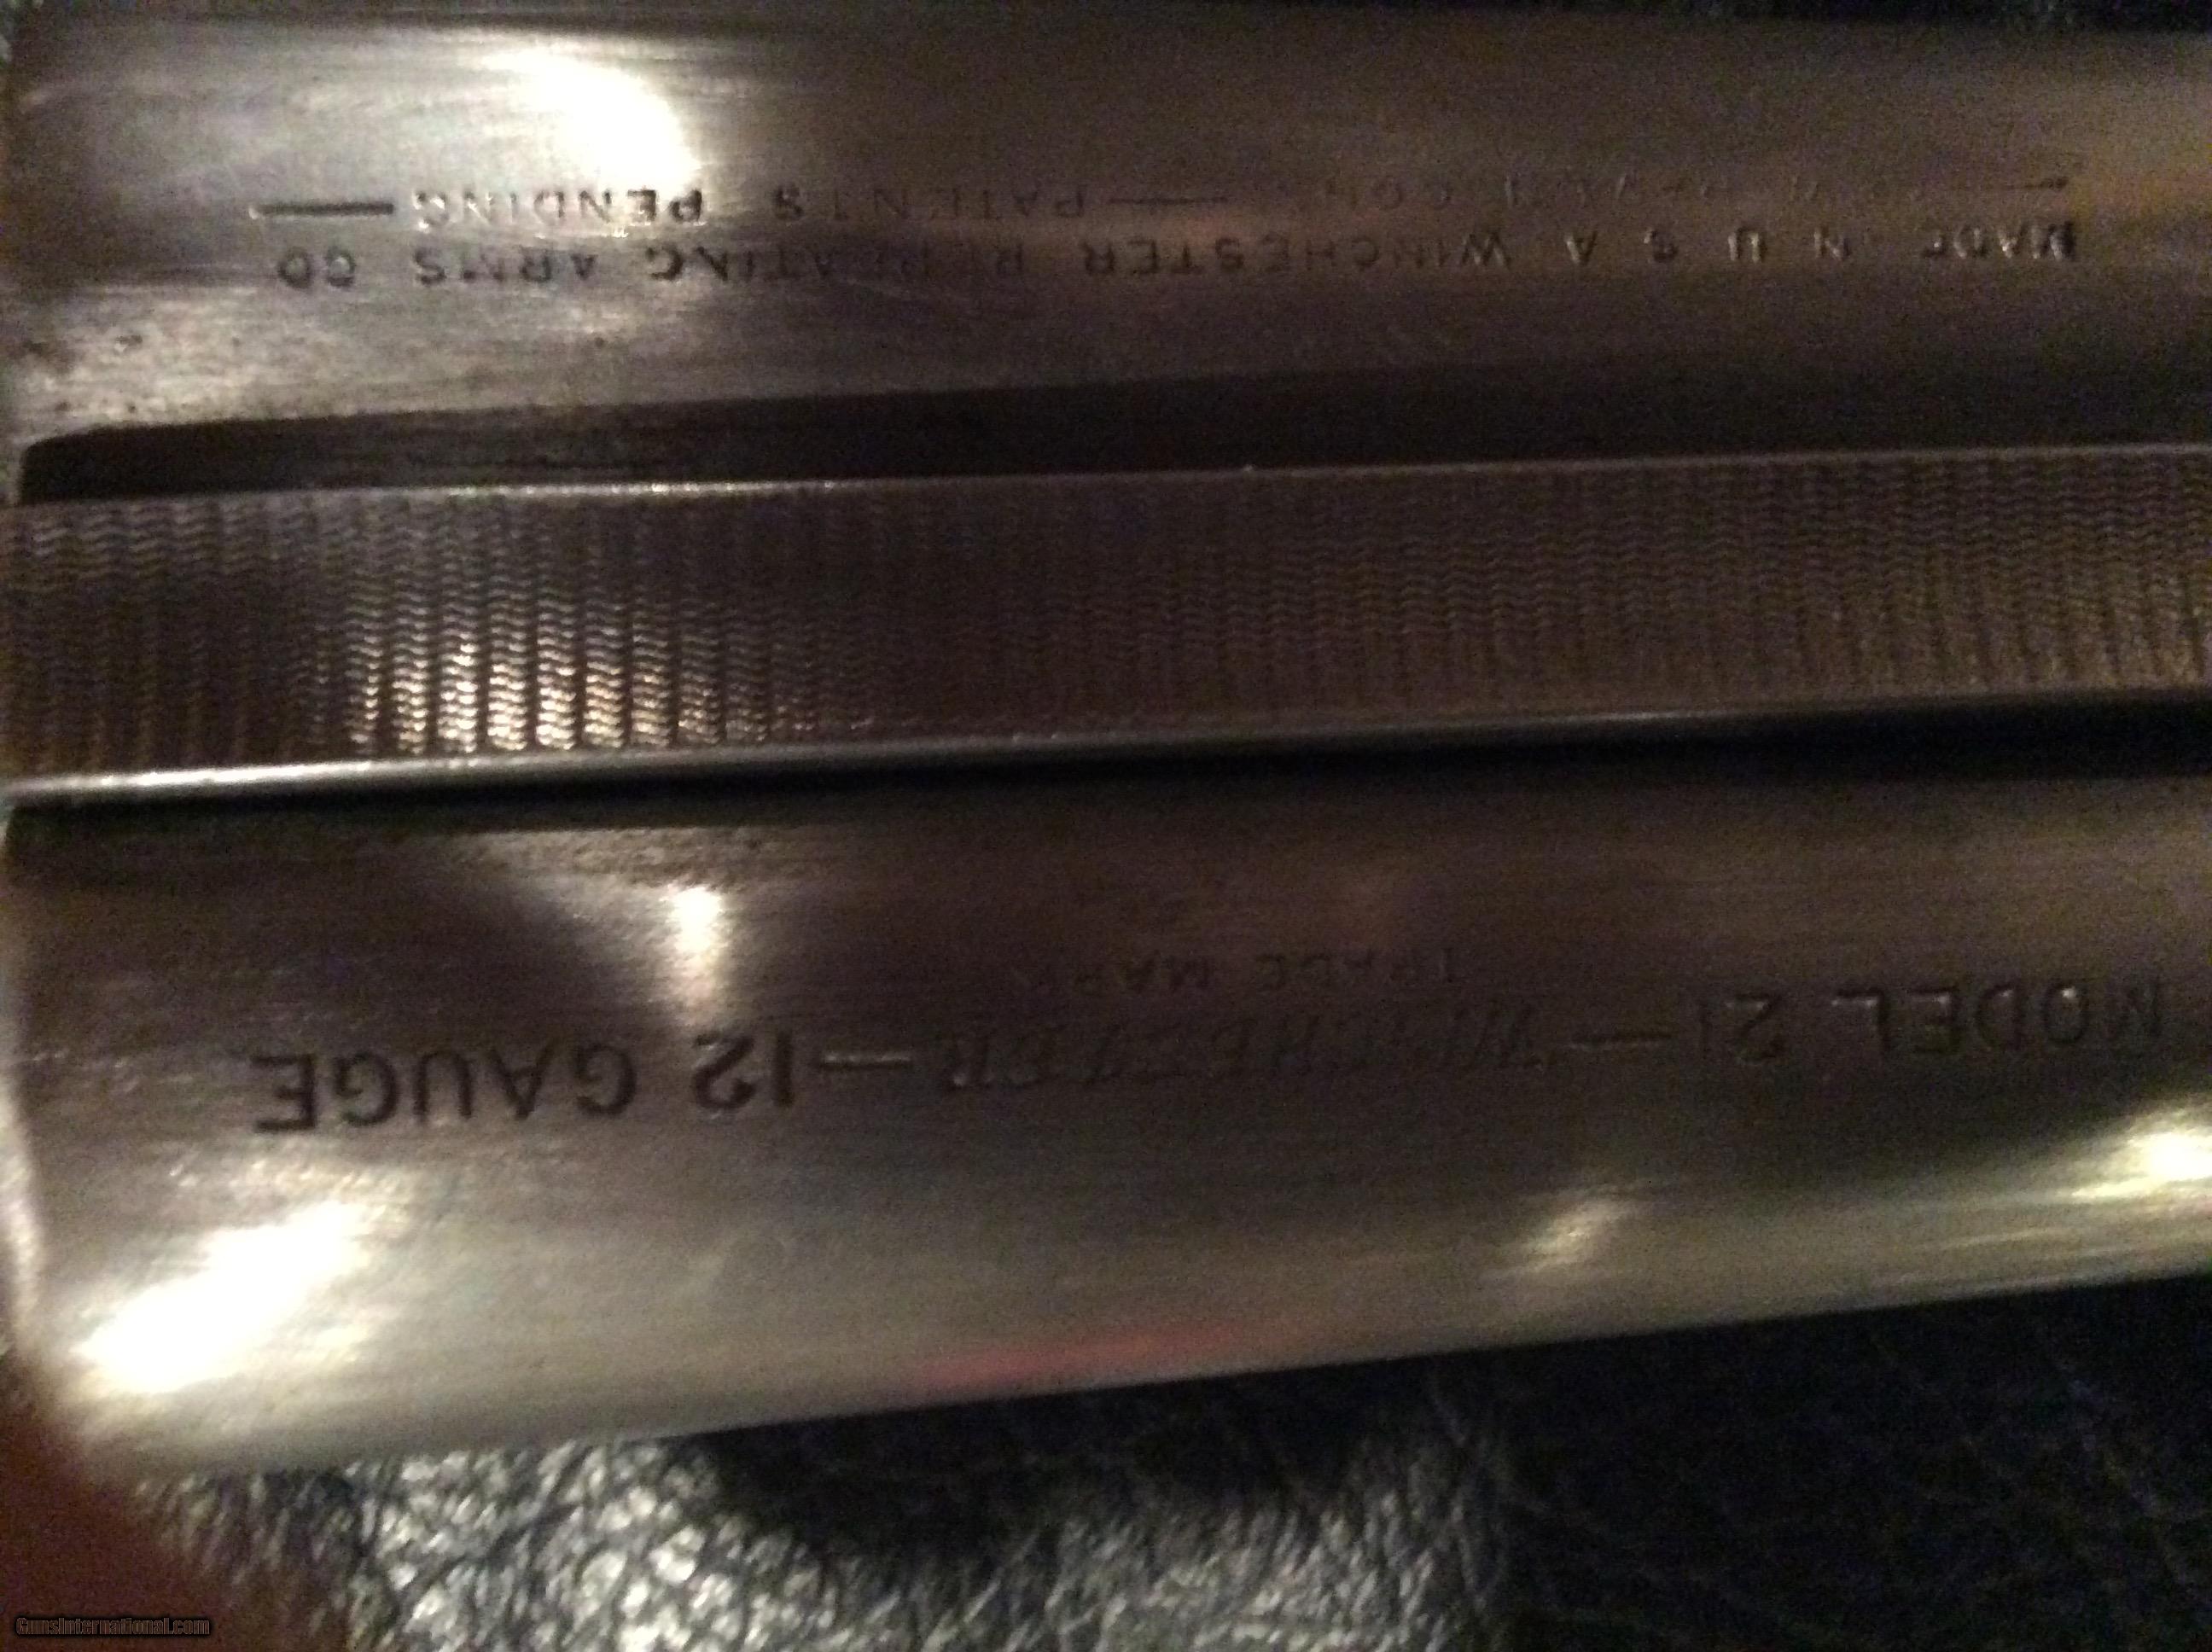 MODEL 21—WINCHESTER—12 GAUGE
TRADE MARK
MADE IN U S A WINCHESTER REPEATING ARMS CO
— PATENTS PENDING —
GunsInternational.com